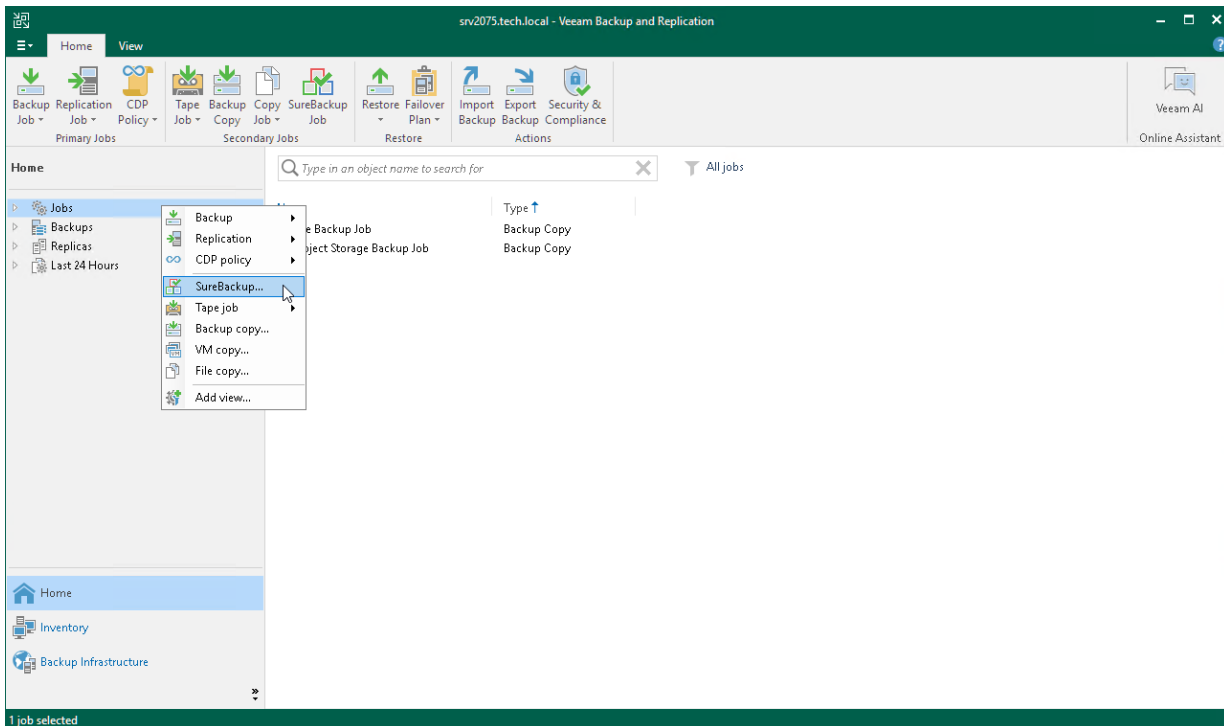 srv2075.tech.local - Veeam Backup and Replication
Home View
Backup Job
Replication Job
CDP Policy
Primary Jobs
Tape Job
Backup Copy
Copy Job
SureBackup Job
Secondary Jobs
Restore
Failover Plan
Restore
Import Backup
Export Backup
Security & Compliance
Actions
Veeam AI
Online Assistant
Home
Type in an object name to search for
All jobs
Jobs
Backups
Replicas
Last 24 Hours
Backup
Replication
CDP policy
SureBackup...
Tape job
Backup copy...
VM copy...
File copy...
Add view...
Type
e Backup Job Backup Copy
ject Storage Backup Job Backup Copy
Home
Inventory
Backup Infrastructure
1 job selected